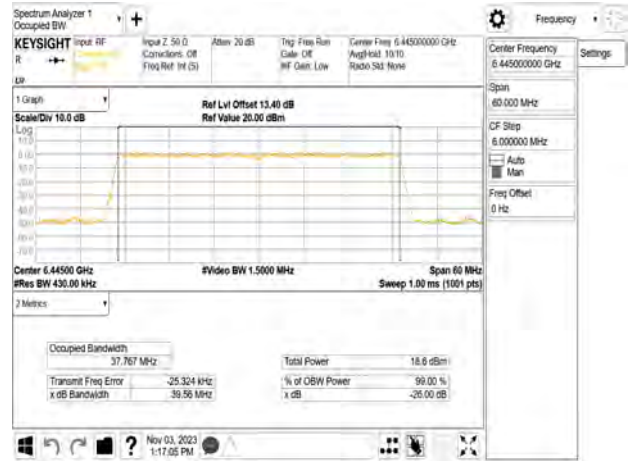 Spectrum Analyzer 1
Occupied BW
Frequency
KEYSIGHT
Input: RF
Input Z: 50 Ω
Corrections: Off
Freq Ref: Int (S)
Atten: 20 dB
Trig: Free Run
Gate: Off
#IF Gain: Low
Center Freq: 6.445000000 GHz
Avg|Hold: 10/10
Radio Std: None
R
Center Frequency
6.445000000 GHz
Settings
Span
60.000 MHz
CF Step
6.000000 MHz
Auto
Man
Freq Offset
0 Hz
1 Graph
Scale/Div 10.0 dB
Ref Lvl Offset 13.40 dB
Ref Value 20.00 dBm
Log
Center 6.44500 GHz
#Res BW 430.00 kHz
#Video BW 1.5000 MHz
Span 60 MHz
Sweep 1.00 ms (1001 pts)
2 Metrics
Occupied Bandwidth
37.767 MHz
Total Power 18.6 dBm
Transmit Freq Error -25.324 kHz
% of OBW Power 99.00 %
x dB Bandwidth 39.56 MHz
x dB -26.00 dB
?
Nov 03, 2023
1:17:05 PM